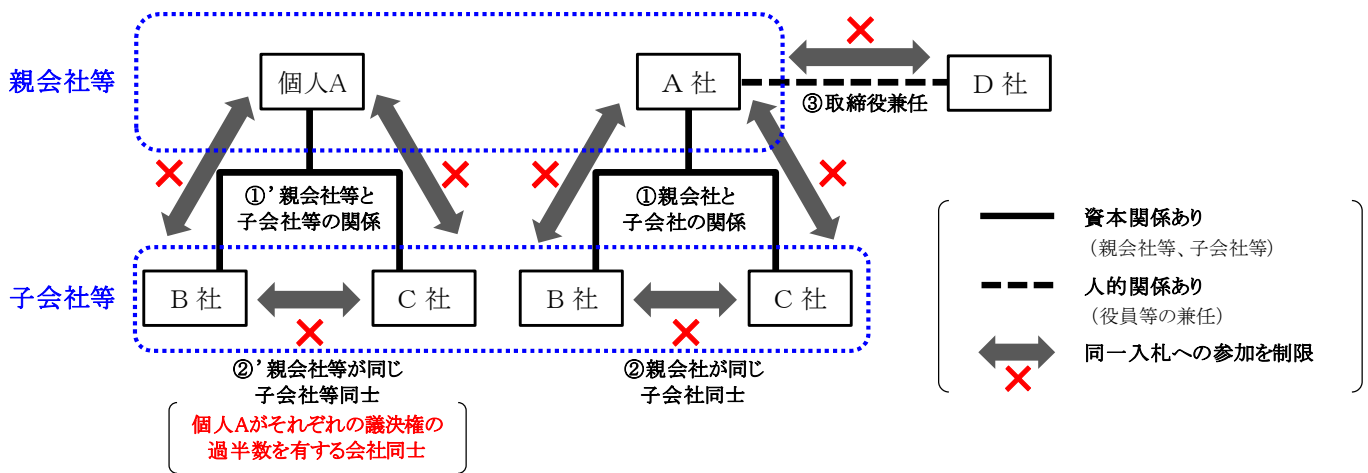 親会社等
個人A
A 社
③取締役兼任
D 社
①’親会社等と
子会社等の関係
①親会社と
子会社の関係
子会社等
B 社
C 社
B 社
C 社
②’親会社等が同じ
子会社等同士
個人Aがそれぞれの議決権の
過半数を有する会社同士
②親会社が同じ
子会社同士
資本関係あり
（親会社等、子会社等）
人的関係あり
（役員等の兼任）
同一入札への参加を制限